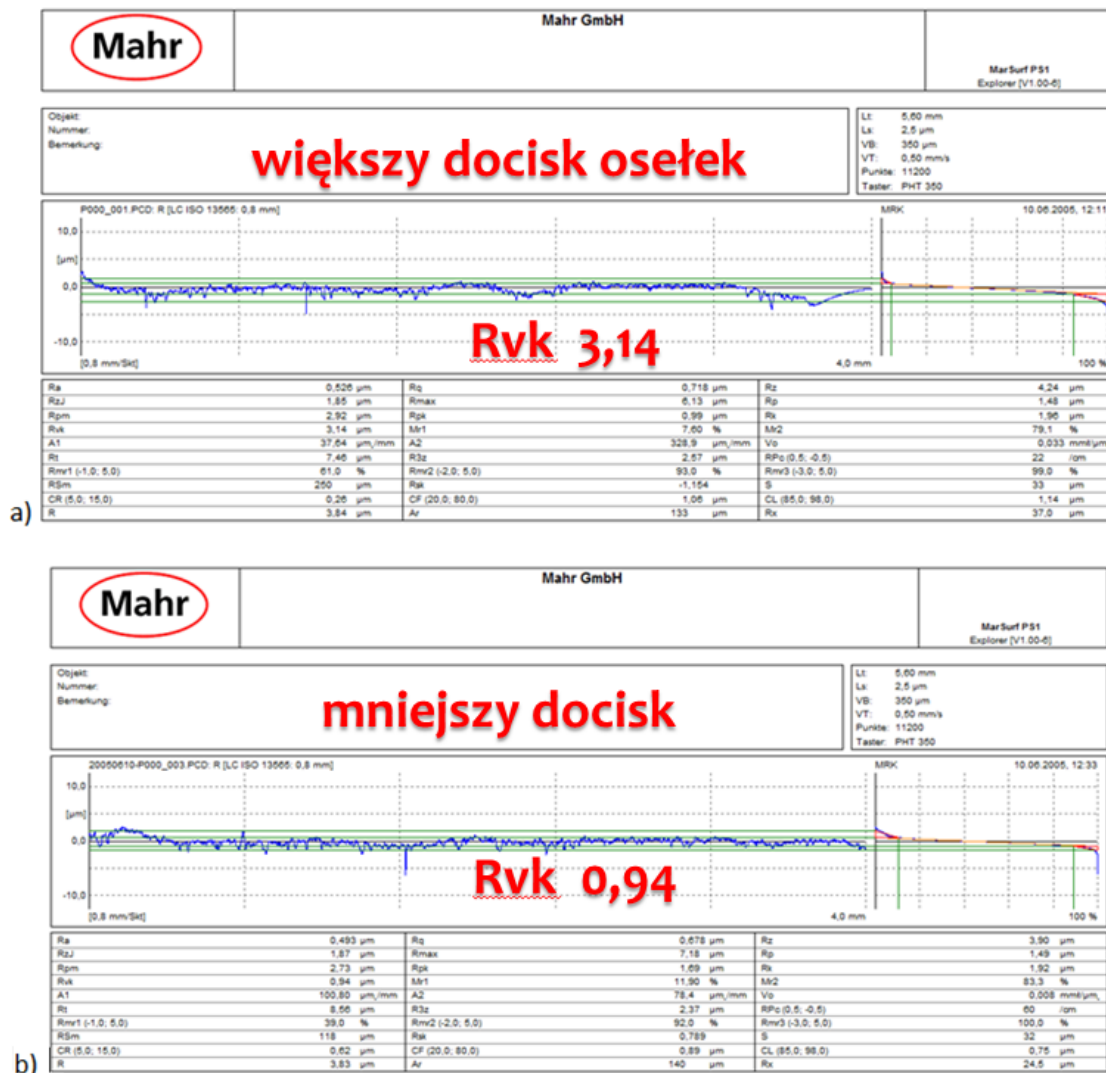 Mahr GmbH
Mahr
MarSurf PS1
Explorer [V1.00-6]
Objekt:
Nummer:
Bemerkung:
większy docisk osełek
Lt: 5,60 mm
Ls: 2,5 µm
VB: 350 µm
VT: 0,50 mm/s
Punkte: 11200
Taster: PHT 350
P000_001.PCD: R [LC ISO 13565: 0,8 mm]
MRK
10.06.2005, 12:11
10,0
[µm]
0,0
-10,0
Rvk 3,14
[0,8 mm/Skt]
4,0 mm
100 %
Ra 0,526 µm Rq 0,718 µm Rz 4,24 µm
RzJ 1,85 µm Rmax 6,13 µm Rp 1,48 µm
Rpm 2,92 µm Rpk 0,99 µm Rk 1,96 µm
Rvk 3,14 µm Mr1 7,60 % Mr2 79,1 %
A1 37,64 µm,/mm A2 328,9 µm,/mm Vo 0,033
Rt 7,46 µm R3z 2,57 µm RPc (0,5; -0,5) 22 /cm
Rmr1 (-1,0; 5,0) 61,0 % Rmr2 (-2,0; 5,0) 93,0 % Rmr3 (-3,0; 5,0) 99,0 %
RSm 250 µm Rsk -1,154 S 33 µm
CR (5,0; 15,0) 0,26 µm CF (20,0; 80,0) 1,06 µm CL (85,0; 98,0) 1,14 µm
R 3,84 µm Ar 133 µm Rx 37,0 µm
a)
Mahr GmbH
Mahr
MarSurf PS1
Explorer [V1.00-6]
Objekt:
Nummer:
Bemerkung:
mniejszy docisk
Lt: 5,60 mm
Ls: 2,5 µm
VB: 350 µm
VT: 0,50 mm/s
Punkte: 11200
Taster: PHT 350
20050610-P000_003.PCD: R [LC ISO 13565: 0,8 mm]
MRK
10.06.2005, 12:33
10,0
[µm]
0,0
-10,0
Rvk 0,94
[0,8 mm/Skt]
4,0 mm
100 %
Ra 0,493 µm Rq 0,678 µm Rz 3,90 µm
RzJ 1,87 µm Rmax 7,18 µm Rp 1,49 µm
Rpm 2,73 µm Rpk 1,69 µm Rk 1,92 µm
Rvk 0,94 µm Mr1 11,90 % Mr2 83,3 %
A1 100,80 µm,/mm A2 78,4 µm,/mm Vo 0,008
Rt 8,56 µm R3z 2,37 µm RPc (0,5; -0,5) 60 /cm
Rmr1 (-1,0; 5,0) 39,0 % Rmr2 (-2,0; 5,0) 92,0 % Rmr3 (-3,0; 5,0) 100,0 %
RSm 118 µm Rsk 0,789 S 32 µm
CR (5,0; 15,0) 0,62 µm CF (20,0; 80,0) 0,89 µm CL (85,0; 98,0) 0,75 µm
R 3,83 µm Ar 140 µm Rx 24,5 µm
b)